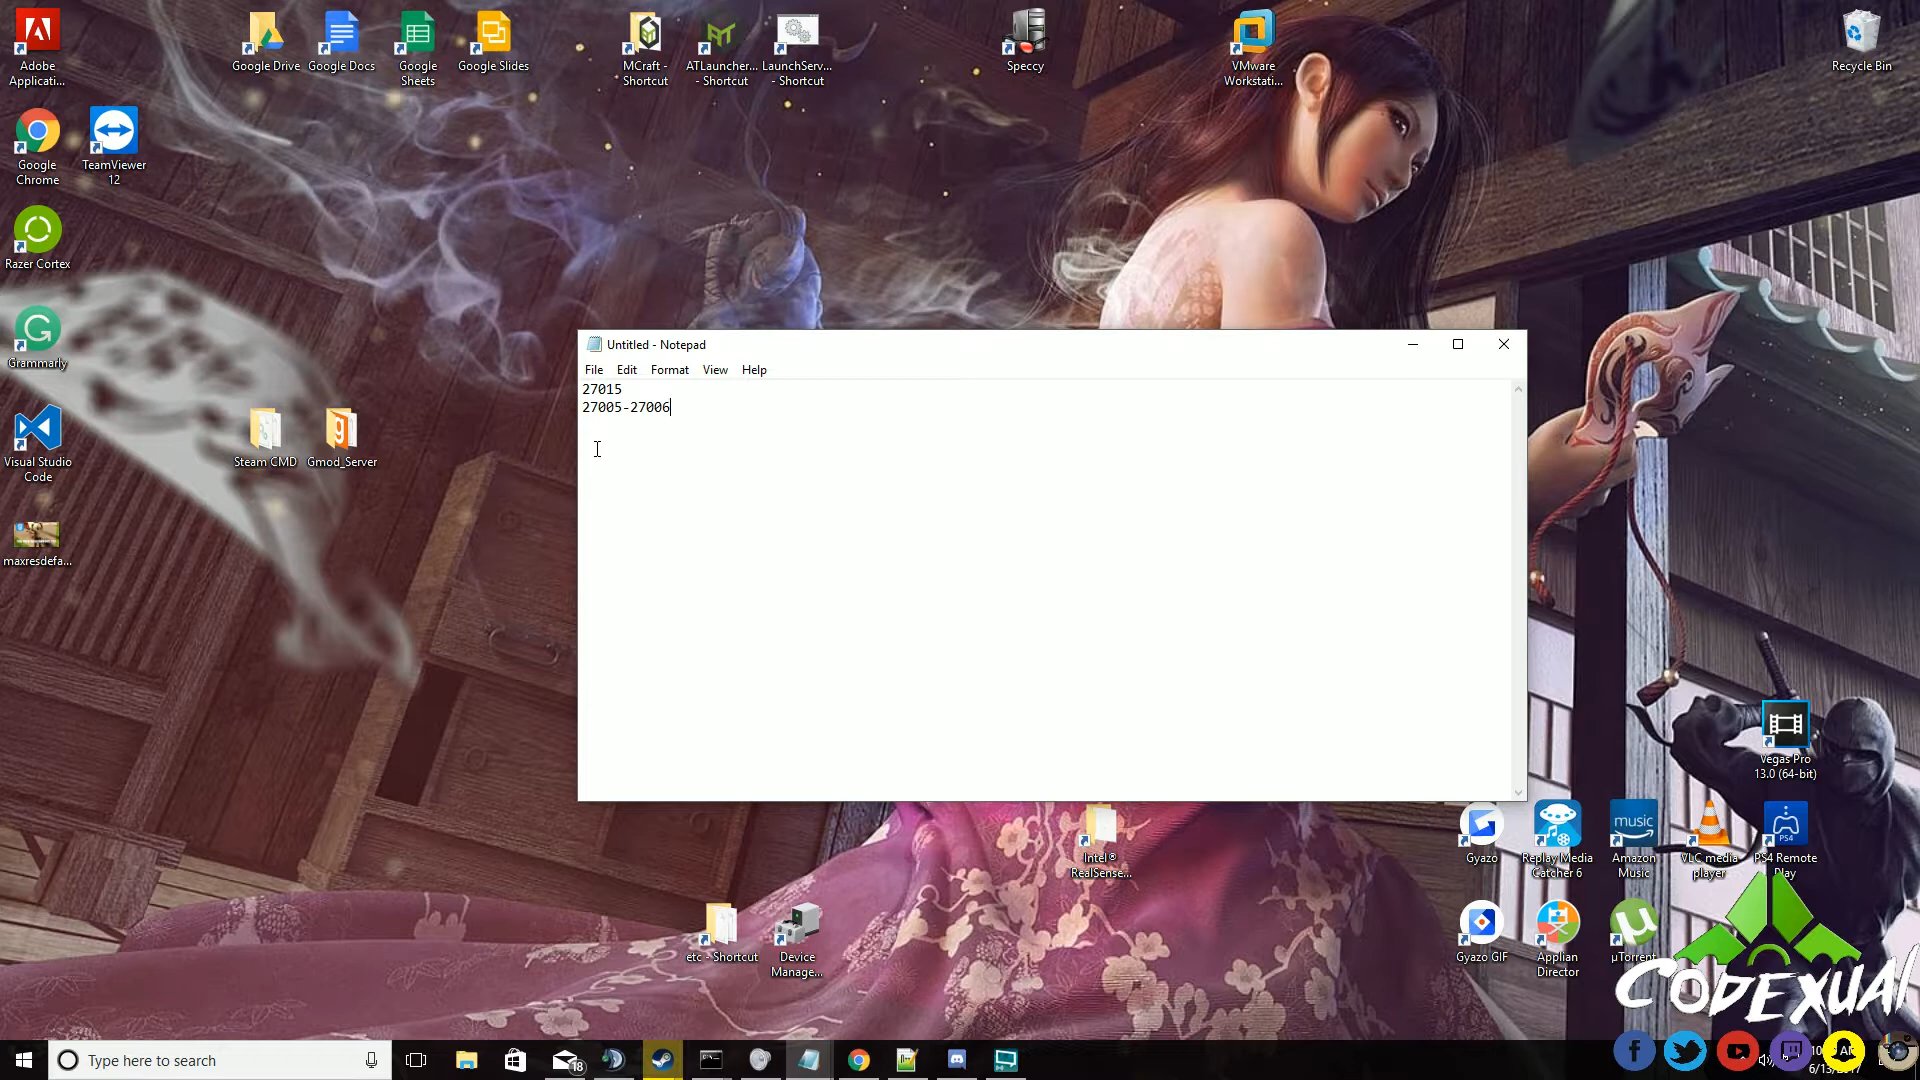 Adobe
Applicati...
Google Drive
Google Docs
Google
Sheets
Google Slides
MCraft -
Shortcut
ATLauncher...
- Shortcut
LaunchServ...
- Shortcut
Speccy
VMware
Workstati...
Recycle Bin
Google
Chrome
TeamViewer
12
Razer Cortex
Grammarly
Visual Studio
Code
Steam CMD
Gmod_Server
maxresdefa...
Untitled - Notepad
File Edit Format View Help
27015
27005-27006
Vegas Pro
13.0 (64-bit)
Intel®
RealSense...
Gyazo
Replay Media
Catcher 6
music
Amazon
Music
VLC media
player
PS4
PS4 Remote
Play
etc - Shortcut
Device
Manage...
Gyazo GIF
Applian
Director
µTorrent
CODEXUAL
Type here to search
18